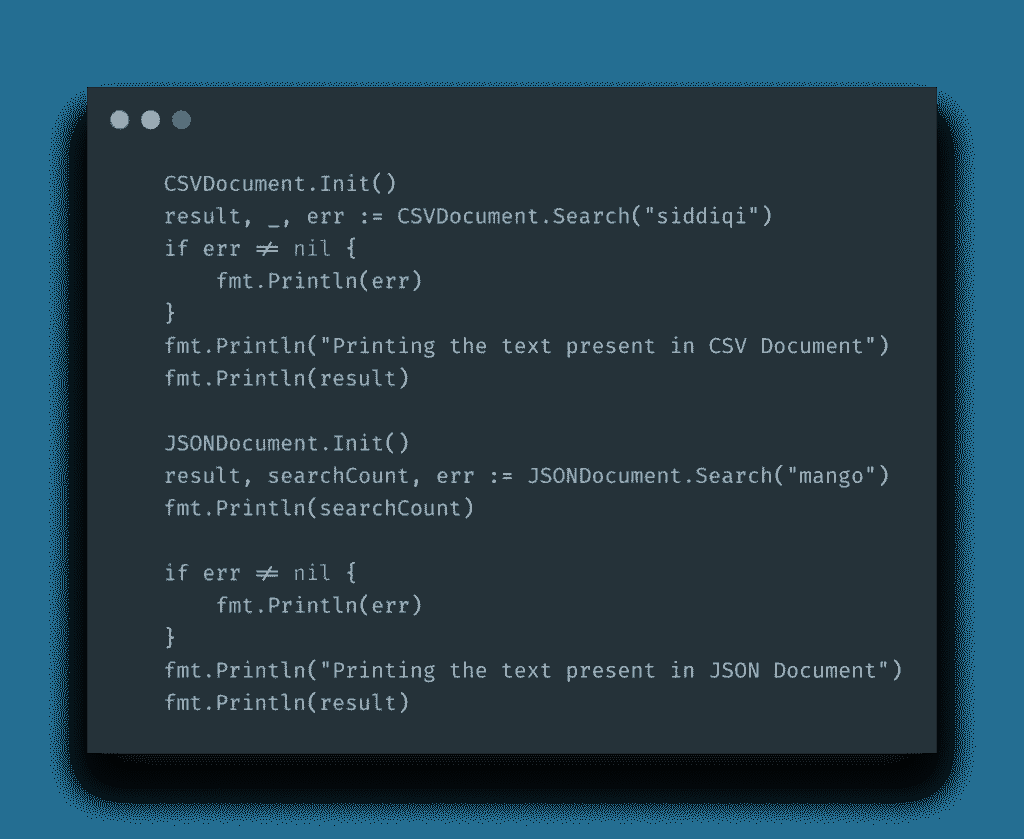 CSVDocument.Init()
result, _, err := CSVDocument.Search("siddiqi")
if err ≠ nil {
    fmt.Println(err)
}
fmt.Println("Printing the text present in CSV Document")
fmt.Println(result)

JSONDocument.Init()
result, searchCount, err := JSONDocument.Search("mango")
fmt.Println(searchCount)

if err ≠ nil {
    fmt.Println(err)
}
fmt.Println("Printing the text present in JSON Document")
fmt.Println(result)